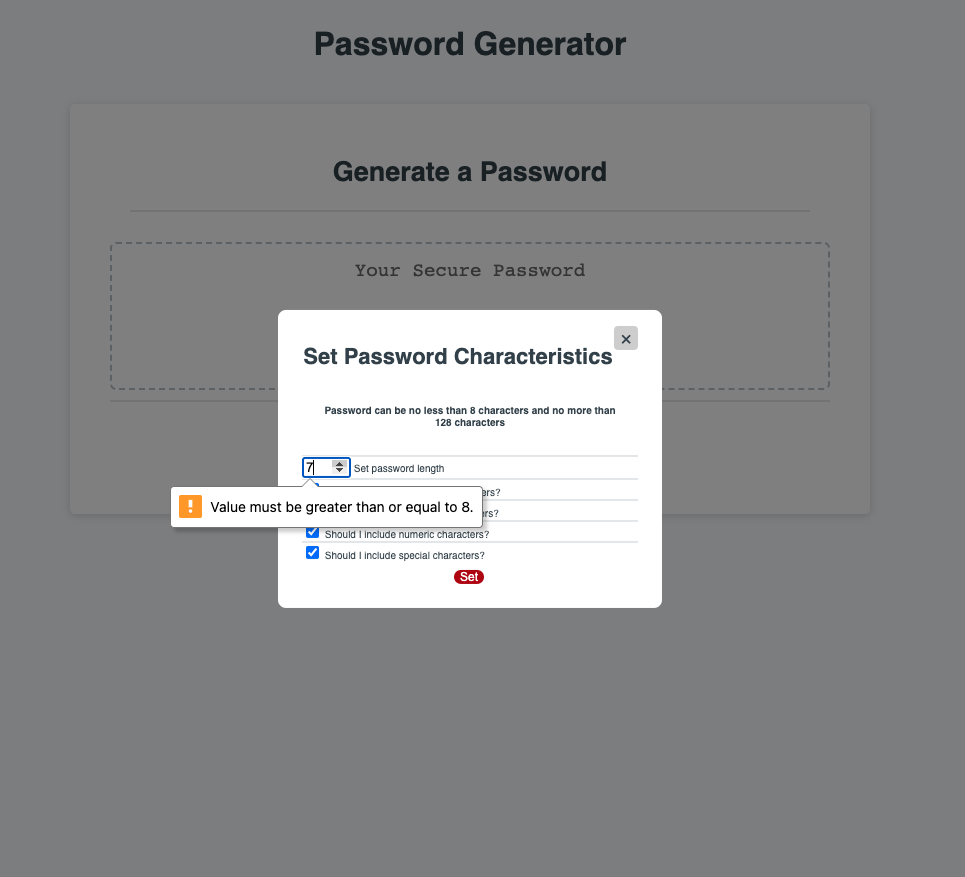 Password Generator
Generate a Password
Your Secure Password
×
Set Password Characteristics
Password can be no less than 8 characters and no more than
128 characters
7 Set password length
ers?
Value must be greater than or equal to 8.
ers?
Should I include numeric characters?
Should I include special characters?
Set